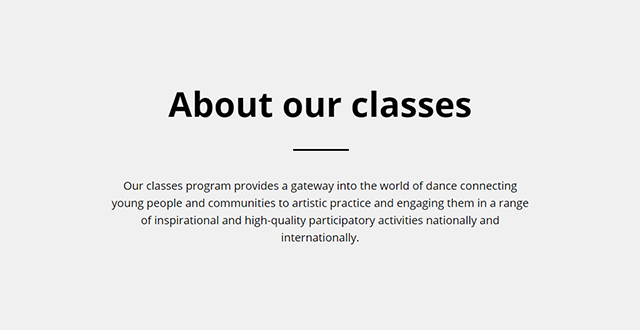 About our classes
Our classes program provides a gateway into the world of dance connecting
young people and communities to artistic practice and engaging them in a range
of inspirational and high-quality participatory activities nationally and
internationally.